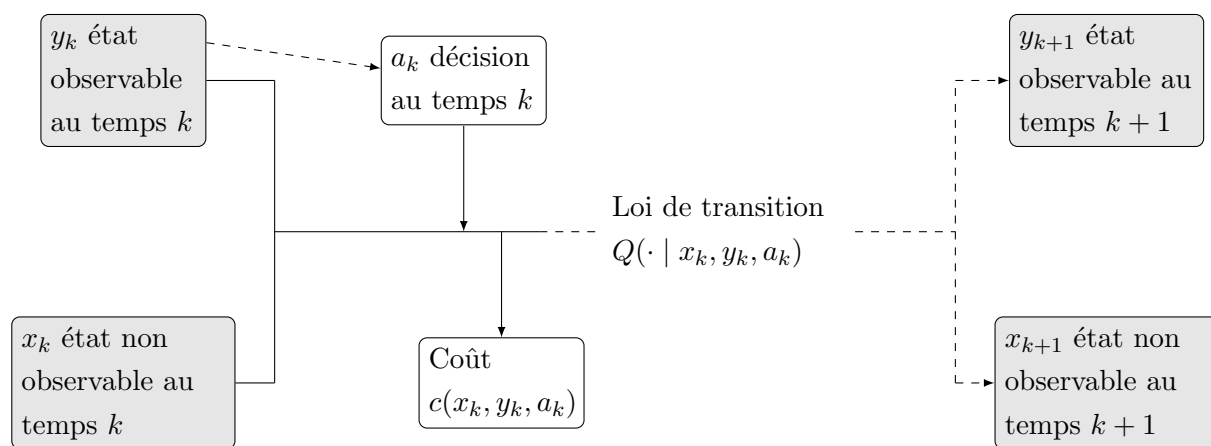 $y_k$ état
observable
au temps $k$
$a_k$ décision
au temps $k$
$y_{k+1}$ état
observable au
temps $k+1$
Loi de transition
$Q(\cdot \mid x_k, y_k, a_k)$
$x_k$ état non
observable au
temps $k$
Coût
$c(x_k, y_k, a_k)$
$x_{k+1}$ état non
observable au
temps $k+1$